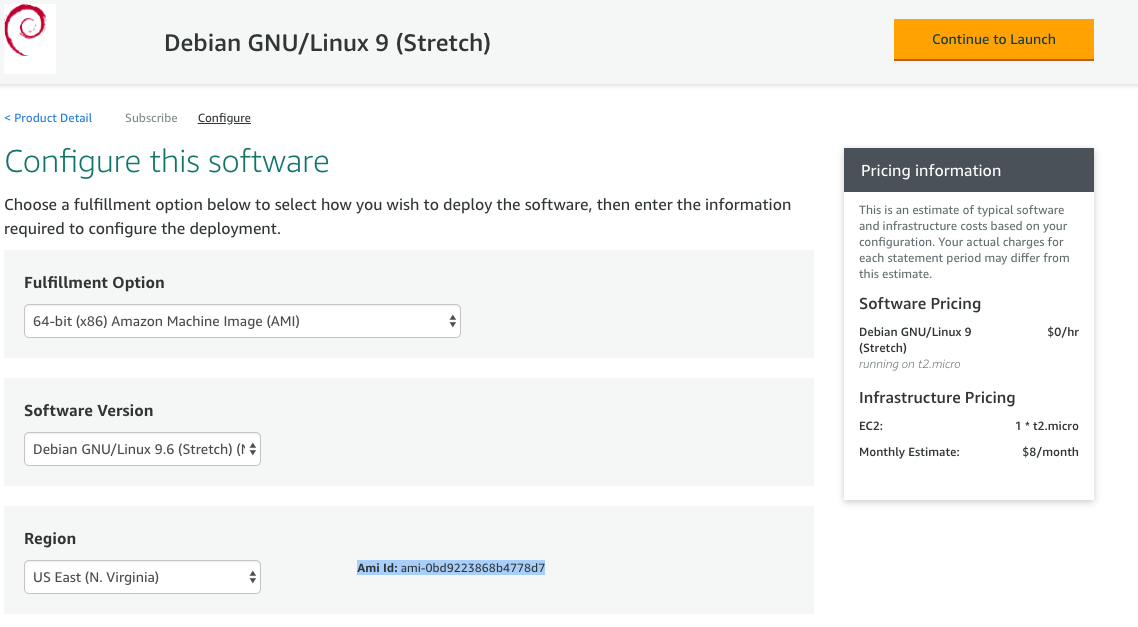 Debian GNU/Linux 9 (Stretch)
Continue to Launch
< Product Detail
Subscribe
Configure
Configure this software
Choose a fulfillment option below to select how you wish to deploy the software, then enter the information
required to configure the deployment.
Fulfillment Option
64-bit (x86) Amazon Machine Image (AMI)
Software Version
Debian GNU/Linux 9.6 (Stretch) (
Region
US East (N. Virginia)
Ami Id: ami-0bd9223868b4778d7
Pricing information
This is an estimate of typical software
and infrastructure costs based on your
configuration. Your actual charges for
each statement period may differ from
this estimate.
Software Pricing
Debian GNU/Linux 9 $0/hr
(Stretch)
running on t2.micro
Infrastructure Pricing
EC2: 1 * t2.micro
Monthly Estimate: $8/month